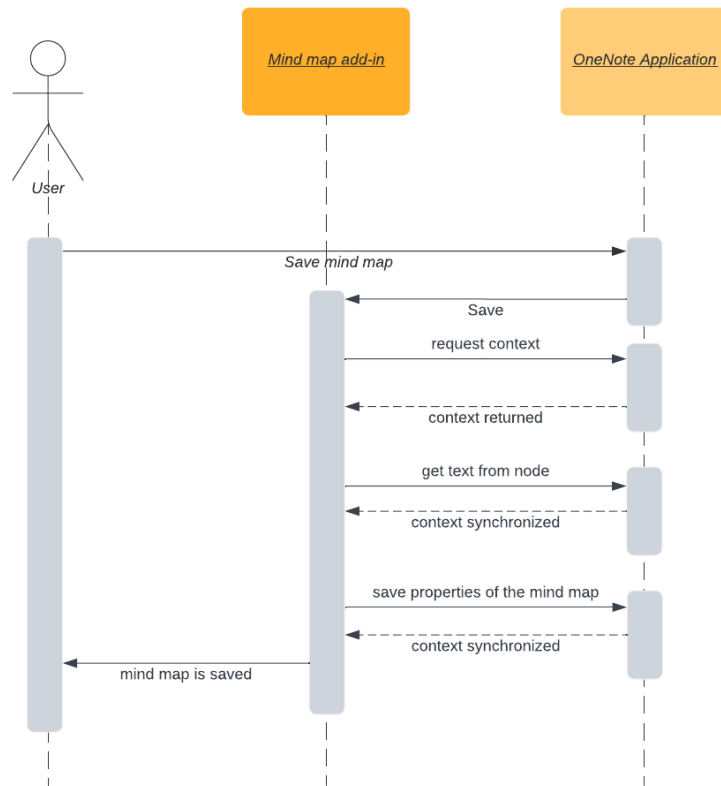 Mind map add-in
OneNote Application
User
Save mind map
Save
request context
context returned
get text from node
context synchronized
save properties of the mind map
context synchronized
mind map is saved